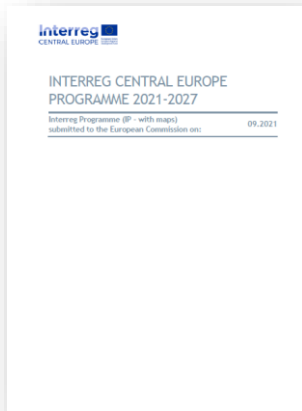 Interreg
CENTRAL EUROPE
INTERREG CENTRAL EUROPE
PROGRAMME 2021-2027
Interreg Programme (IP - with maps)
submitted to the European Commission on:
09.2021